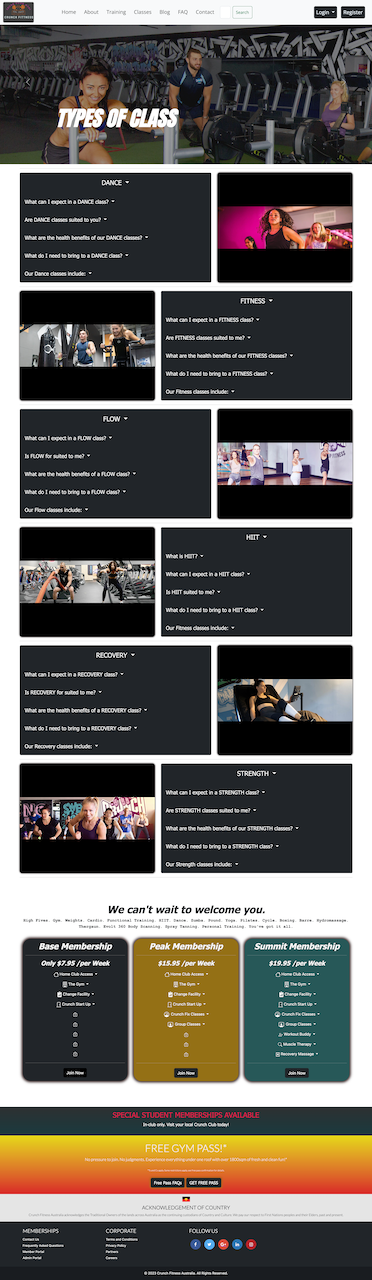 CRUNCH FITNESS
Home About Training Classes Blog FAQ Contact Search Login Register
TYPES OF CLASS
DANCE
What can I expect in a DANCE class?
Are DANCE classes suited to you?
What are the health benefits of our DANCE classes?
What do I need to bring to a DANCE class?
Our Dance classes include:
FITNESS
What can I expect in a FITNESS class?
Are FITNESS classes suited to me?
What are the health benefits of our FITNESS classes?
What do I need to bring to a FITNESS class?
Our Fitness classes include:
FLOW
What can I expect in a FLOW class?
Is FLOW for suited to me?
What are the health benefits of a FLOW class?
What do I need to bring to a FLOW class?
Our Flow classes include:
HIIT
What is HIIT?
What can I expect in a HIIT class?
Is HIIT suited to me?
What do I need to bring to a HIIT class?
Our Fitness classes include:
RECOVERY
What can I expect in a RECOVERY class?
Is RECOVERY for suited to me?
What are the health benefits of a RECOVERY class?
What do I need to bring to a RECOVERY class?
Our Recovery classes include:
STRENGTH
What can I expect in a STRENGTH class?
Are STRENGTH classes suited to me?
What are the health benefits of our STRENGTH classes?
What do I need to bring to a STRENGTH class?
Our Strength classes include:
We can't wait to welcome you.
High Fives. Gym. Weights. Cardio. Functional Training. HIIT. Dance. Zumba. Pound. Yoga. Pilates. Cycle. Rowing. Barre. Hydromassage.
Theragun. Evolt 360 Body Scanning. Spray Tanning. Personal Training. You've got it all.
Base Membership
Only $7.95 /per Week
Home Club Access
The Gym
Change Facility
Crunch Start Up
Join Now
Peak Membership
$15.95 /per Week
Home Club Access
The Gym
Change Facility
Crunch Start Up
Crunch Fix Classes
Group Classes
Join Now
Summit Membership
$19.95 /per Week
Home Club Access
The Gym
Change Facility
Crunch Start Up
Crunch Fix Classes
Group Classes
Workout Buddy
Muscle Therapy
Recovery Massage
Join Now
SPECIAL STUDENT MEMBERSHIPS AVAILABLE
In-club only. Visit your local Crunch Club today!
FREE GYM PASS!*
No pressure to join. No judgments. Experience everything under one roof with over
Free Pass FAQs GET FREE PASS
ACKNOWLEDGEMENT OF COUNTRY
MEMBERSHIPS
Contact Us
Frequently Asked Questions
Member Portal
Admin Portal
CORPORATE
Terms and Conditions
Privacy Policy
Partners
Careers
FOLLOW US
© 2023 Crunch Fitness Australia. All Rights Reserved.